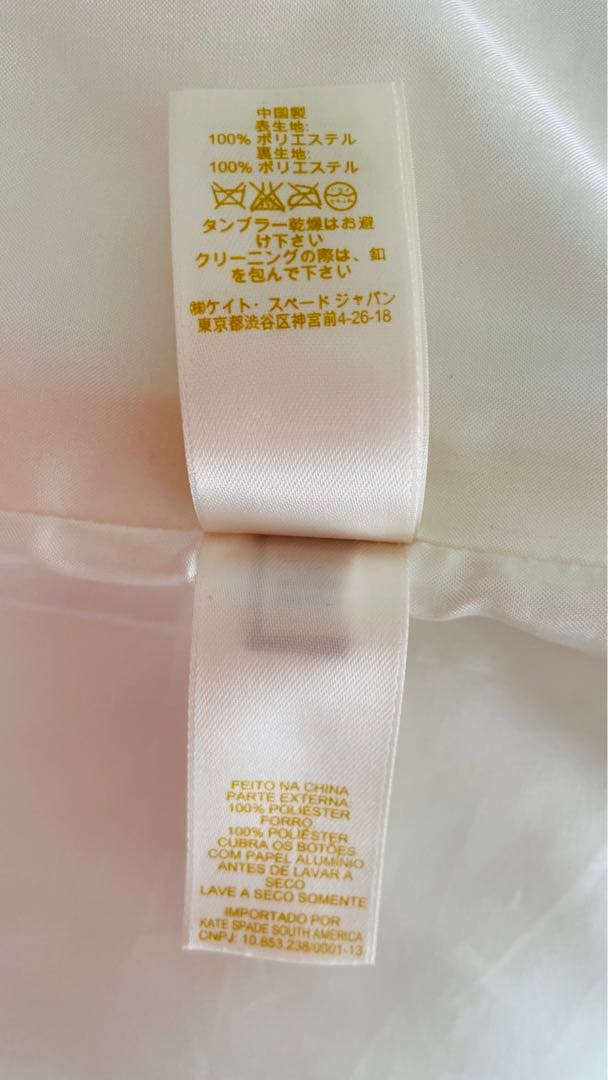 中国製
表生地:
100% ポリエステル
裏生地:
100% ポリエステル
タンブラー乾燥はお避
け下さい
クリーニングの際は、釦
を包んで下さい
㈱ケイト・スペード ジャパン
東京都渋谷区神宮前4-26-18
FEITO NA CHINA
PARTE EXTERNA:
100% POLIÉSTER
FORRO:
100% POLIÉSTER
CUBRA OS BOTÕES
COM PAPEL ALUMÍNIO
ANTES DE LAVAR A
SECO
LAVE A SECO SOMENTE
IMPORTADO POR
KATE SPADE SOUTH AMERICA
CNPJ: 10.853.238/0001-13